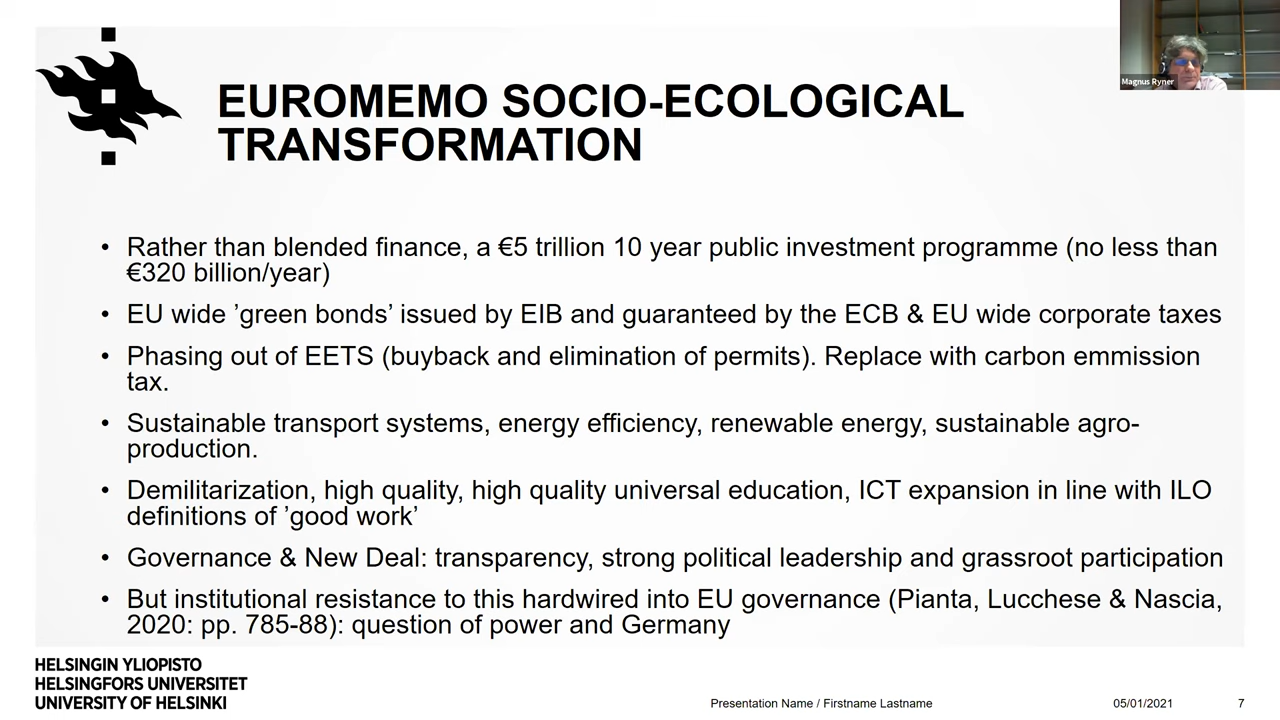 Magnus Ryner
EUROMEMO SOCIO-ECOLOGICAL
TRANSFORMATION
• Rather than blended finance, a €5 trillion 10 year public investment programme (no less than
€320 billion/year)
• EU wide ’green bonds’ issued by EIB and guaranteed by the ECB & EU wide corporate taxes
• Phasing out of EETS (buyback and elimination of permits). Replace with carbon emmission
tax.
• Sustainable transport systems, energy efficiency, renewable energy, sustainable agro-
production.
• Demilitarization, high quality, high quality universal education, ICT expansion in line with ILO
definitions of ’good work’
• Governance & New Deal: transparency, strong political leadership and grassroot participation
• But institutional resistance to this hardwired into EU governance (Pianta, Lucchese & Nascia,
2020: pp. 785-88): question of power and Germany
HELSINGIN YLIOPISTO
HELSINGFORS UNIVERSITET
UNIVERSITY OF HELSINKI
Presentation Name / Firstname Lastname
05/01/2021
7